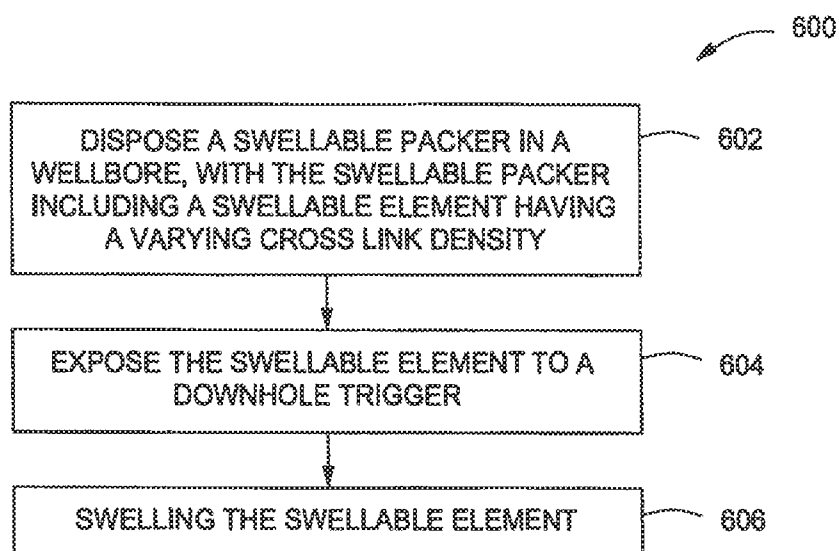 600
DISPOSE A SWELLABLE PACKER IN A
WELLBORE, WITH THE SWELLABLE PACKER
INCLUDING A SWELLABLE ELEMENT HAVING
A VARYING CROSS LINK DENSITY
602
EXPOSE THE SWELLABLE ELEMENT TO A
DOWNHOLE TRIGGER
604
SWELLING THE SWELLABLE ELEMENT
606